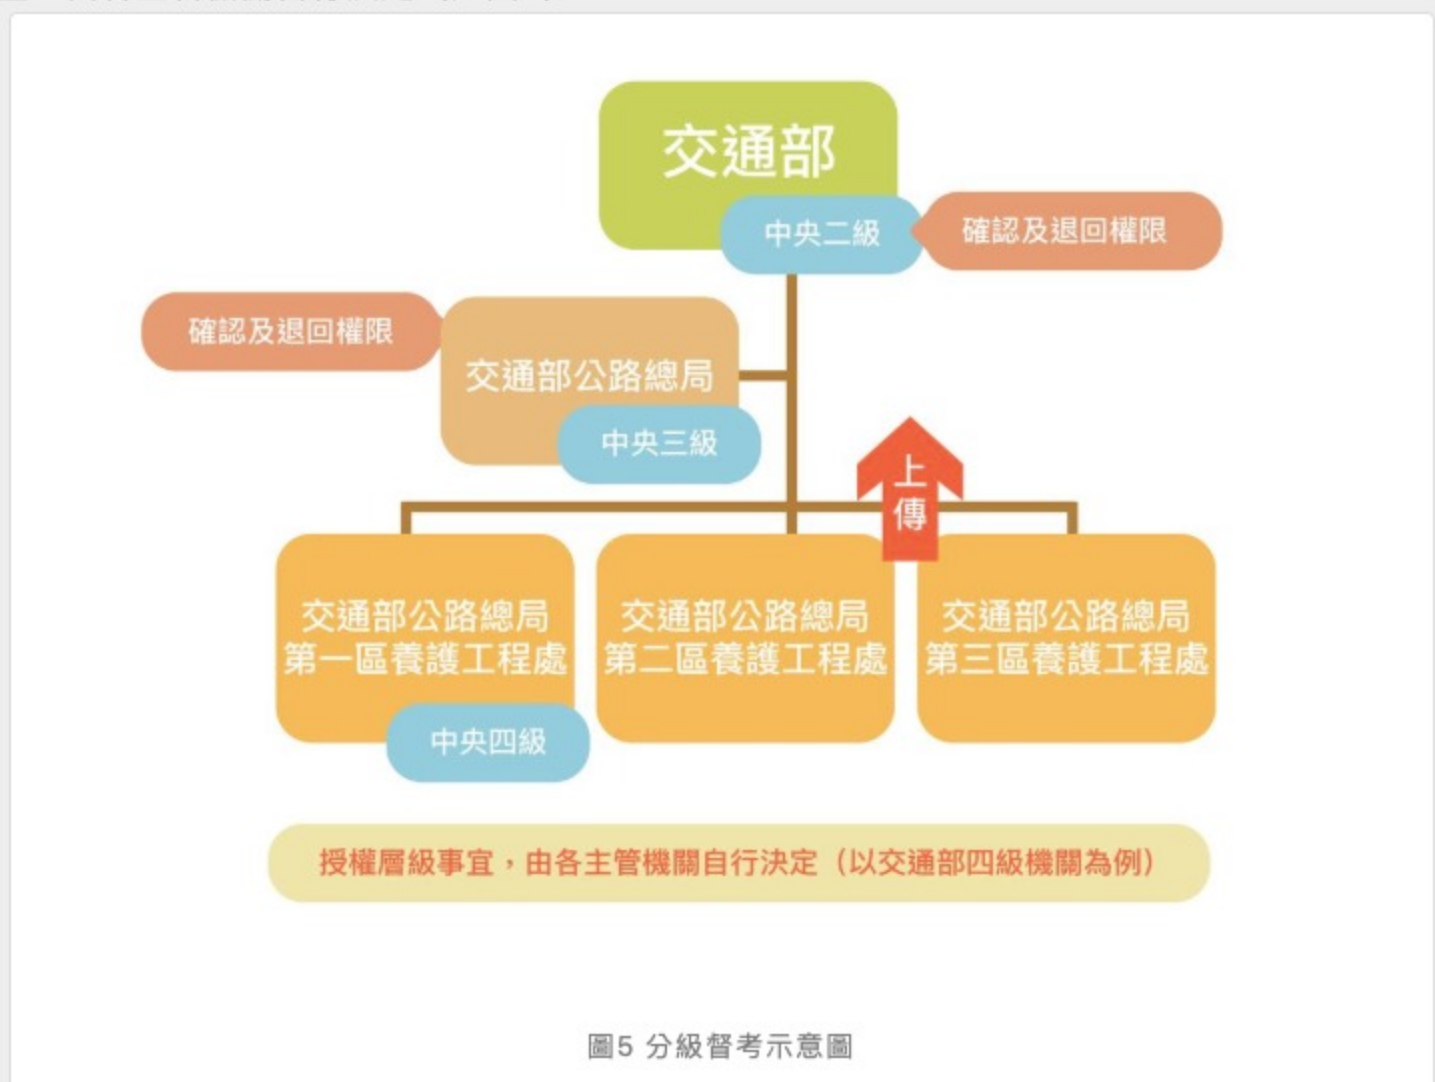 交通部
中央二級
確認及退回權限
確認及退回權限
交通部公路總局
中央三級
上
傳
交通部公路總局
第一區養護工程處
交通部公路總局
第二區養護工程處
交通部公路總局
第三區養護工程處
中央四級
授權層級事宜，由各主管機關自行決定（以交通部四級機關為例）
圖5 分級督考示意圖